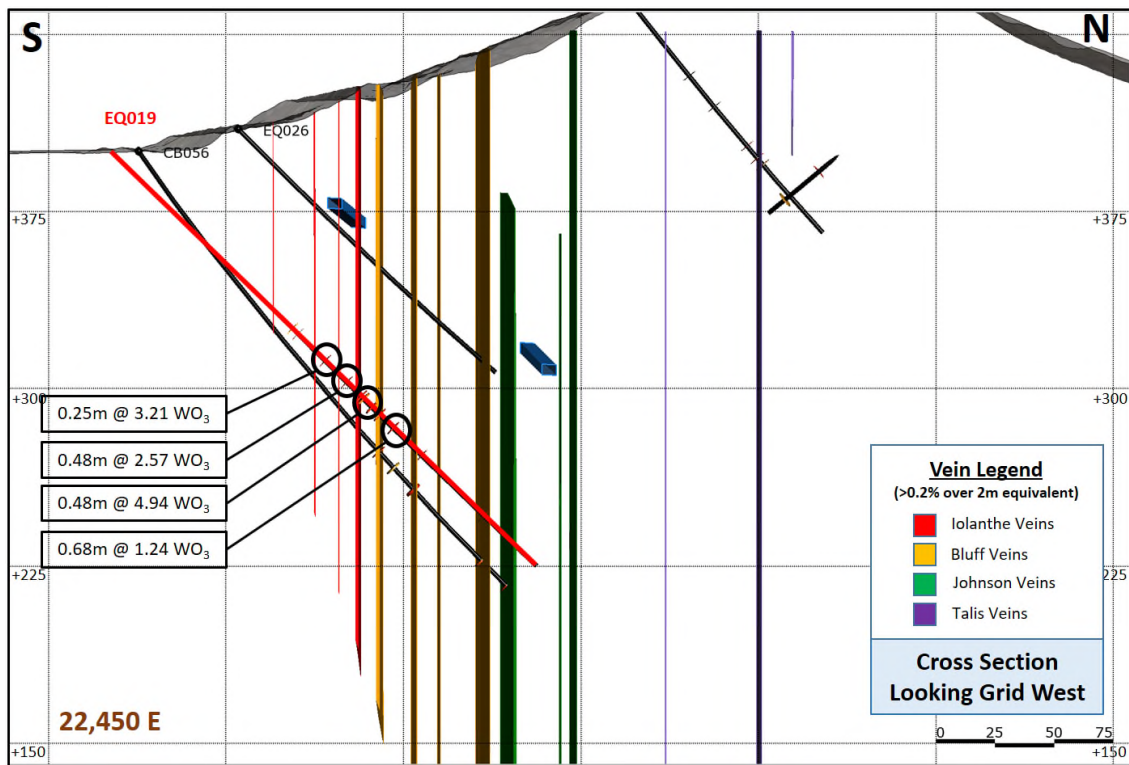 S
N
EQ019
EQ026
CB056
+375
+375
+300
+300
0.25m @ 3.21 WO₃
0.48m @ 2.57 WO₃
0.48m @ 4.94 WO₃
0.68m @ 1.24 WO₃
Vein Legend
(>0.2% over 2m equivalent)
Iolanthe Veins
Bluff Veins
Johnson Veins
Talis Veins
+225
225
Cross Section
Looking Grid West
22,450 E
0 25 50 75
+150
+150